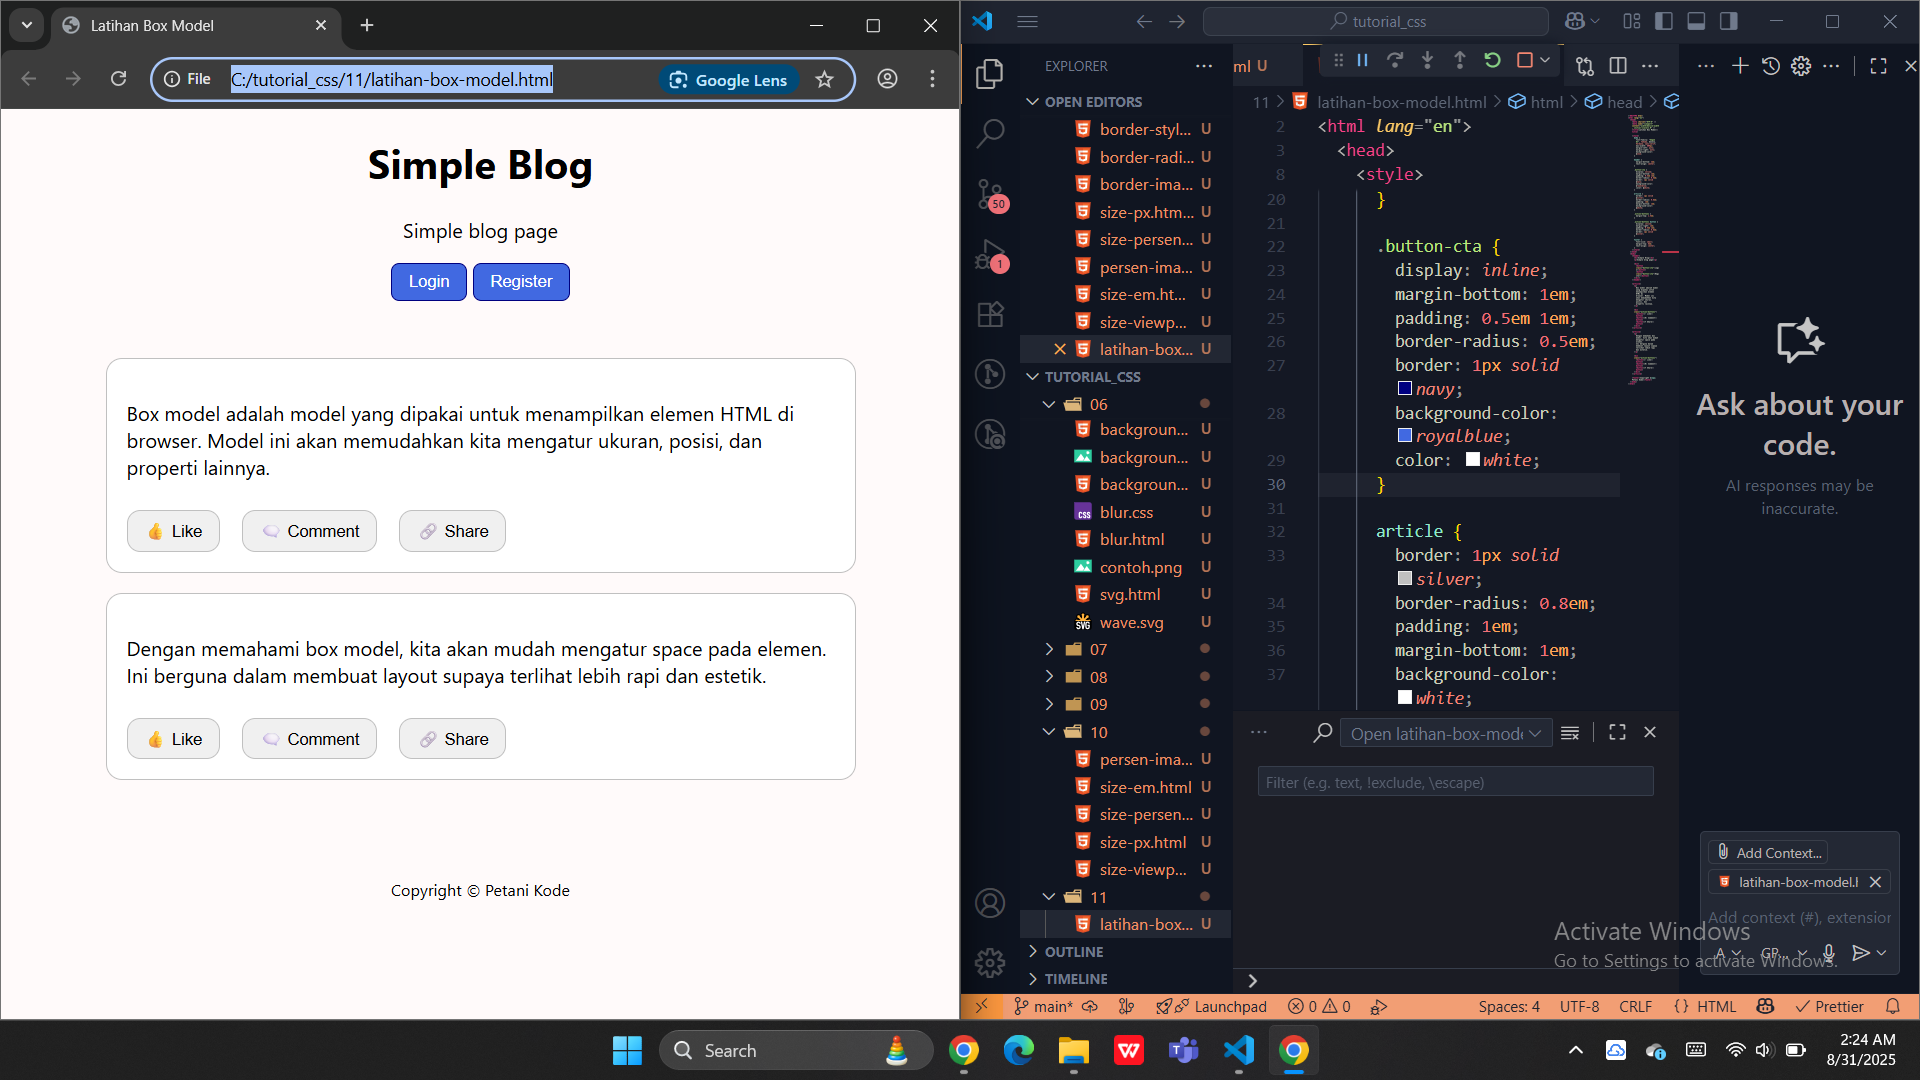 Latihan Box Model
File
C:/tutorial_css/11/latihan-box-model.html
Google Lens
Simple Blog
Simple blog page
Login
Register
Box model adalah model yang dipakai untuk menampilkan elemen HTML di
browser. Model ini akan memudahkan kita mengatur ukuran, posisi, dan
properti lainnya.
👍 Like
🗨️ Comment
🔗 Share
Dengan memahami box model, kita akan mudah mengatur space pada elemen.
Ini berguna dalam membuat layout supaya terlihat lebih rapi dan estetik.
👍 Like
🗨️ Comment
🔗 Share
Copyright © Petani Kode
tutorial_css
EXPLORER
OPEN EDITORS
border-styl... U
border-radi... U
border-ima... U
size-px.htm... U
size-persen... U
persen-ima... U
size-em.ht... U
size-viewp... U
latihan-box... U
TUTORIAL_CSS
06
backgroun... U
backgroun... U
backgroun... U
blur.css U
blur.html U
contoh.png U
svg.html U
wave.svg U
07
08
09
10
persen-ima... U
size-em.html U
size-persen... U
size-px.html U
size-viewp... U
11
latihan-box... U
OUTLINE
TIMELINE
50
1
ml U
11 > latihan-box-model.html > html > head >
2 <html lang="en">
3 <head>
8 <style>
20 }
21
22 .button-cta {
23 display: inline;
24 margin-bottom: 1em;
25 padding: 0.5em 1em;
26 border-radius: 0.5em;
27 border: 1px solid
navy;
28 background-color:
royalblue;
29 color: white;
30 }
31
32 article {
33 border: 1px solid
silver;
34 border-radius: 0.8em;
35 padding: 1em;
36 margin-bottom: 1em;
37 background-color:
white;
Open latihan-box-mode
Filter (e.g. text, !exclude, \escape)
Ask about your
code.
AI responses may be
inaccurate.
Add Context...
latihan-box-model.l
Add context (#), extension
A
GP...
Activate Windows
Go to Settings to activate Windows.
main*
Launchpad
0
0
Spaces: 4
UTF-8
CRLF
{} HTML
Prettier
Search
2:24 AM
8/31/2025